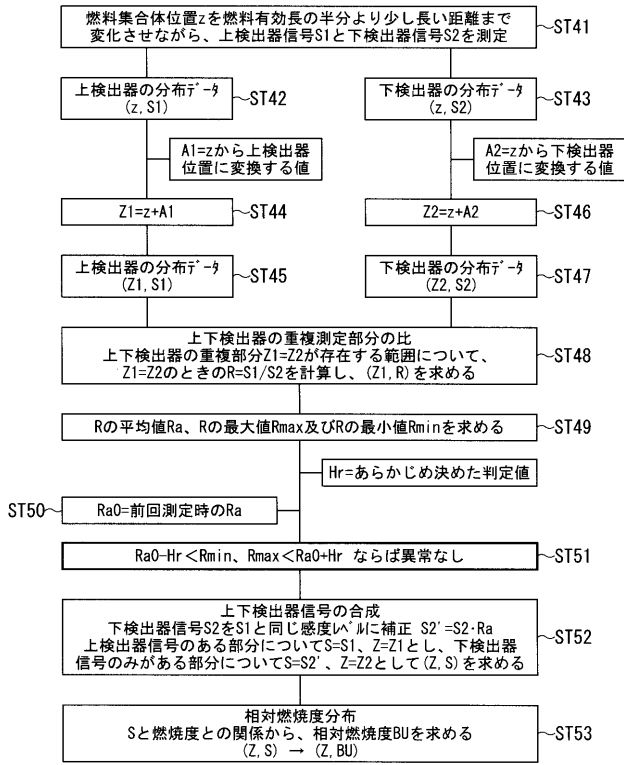 燃料集合体位置zを燃料有効長の半分より少し長い距離まで
変化させながら、上検出器信号S1と下検出器信号S2を測定
ST41
上検出器の分布ﾃﾞｰﾀ
(z, S1)
ST42
下検出器の分布ﾃﾞｰﾀ
(z, S2)
ST43
A1=zから上検出器
位置に変換する値
A2=zから下検出器
位置に変換する値
Z1=z+A1
ST44
Z2=z+A2
ST46
上検出器の分布ﾃﾞｰﾀ
(Z1, S1)
ST45
下検出器の分布ﾃﾞｰﾀ
(Z2, S2)
ST47
上下検出器の重複測定部分の比
上下検出器の重複部分Z1=Z2が存在する範囲について、
Z1=Z2のときのR=S1/S2を計算し、(Z1, R)を求める
ST48
Rの平均値Ra、Rの最大値Rmax及びRの最小値Rminを求める
ST49
Hr=あらかじめ決めた判定値
ST50
Ra0=前回測定時のRa
Ra0-Hr<Rmin、Rmax<Ra0+Hr ならば異常なし
ST51
上下検出器信号の合成
下検出器信号S2をS1と同じ感度ﾚﾍﾞﾙに補正 S2'=S2·Ra
上検出器信号のある部分についてS=S1、Z=Z1とし、下検出器
信号のみがある部分についてS=S2'、Z=Z2として(Z, S)を求める
ST52
相対燃焼度分布
Sと燃焼度との関係から、相対燃焼度BUを求める
(Z, S) → (Z, BU)
ST53